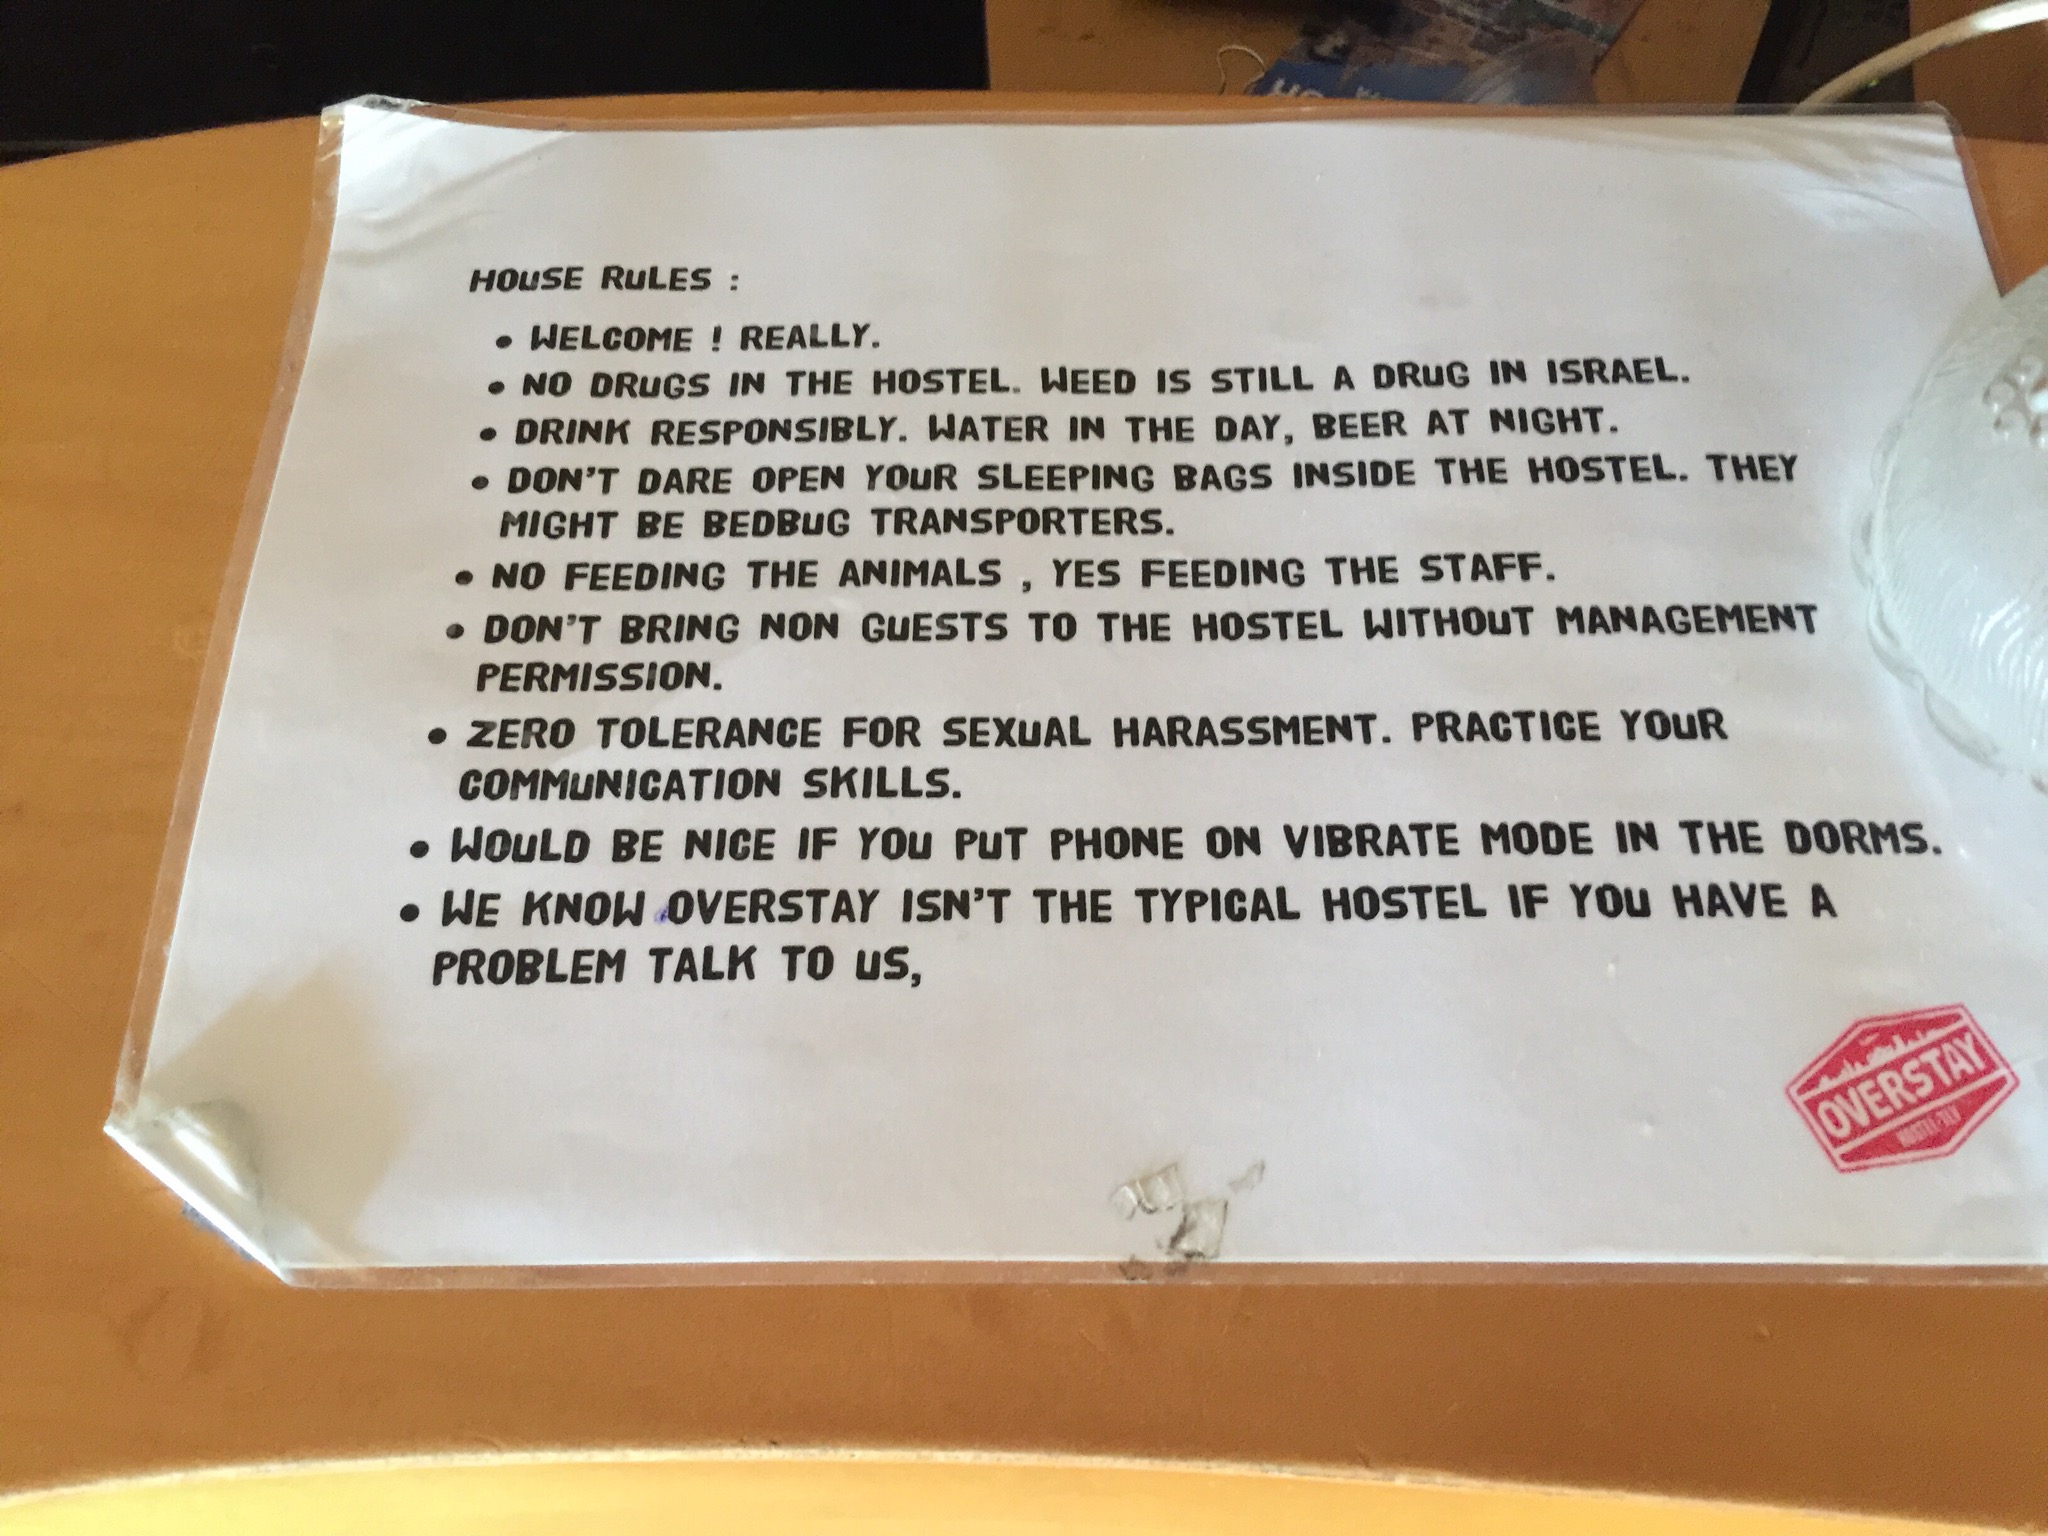 HOUSE RULES :
• WELCOME ! REALLY.
• NO DRUGS IN THE HOSTEL. WEED IS STILL A DRUG IN ISRAEL.
• DRINK RESPONSIBLY. WATER IN THE DAY, BEER AT NIGHT.
• DON'T DARE OPEN YOUR SLEEPING BAGS INSIDE THE HOSTEL. THEY
MIGHT BE BEDBUG TRANSPORTERS.
• NO FEEDING THE ANIMALS , YES FEEDING THE STAFF.
• DON'T BRING NON GUESTS TO THE HOSTEL WITHOUT MANAGEMENT
PERMISSION.
• ZERO TOLERANCE FOR SEXUAL HARASSMENT. PRACTICE YOUR
COMMUNICATION SKILLS.
• WOULD BE NICE IF YOU PUT PHONE ON VIBRATE MODE IN THE DORMS.
• WE KNOW OVERSTAY ISN'T THE TYPICAL HOSTEL IF YOU HAVE A
PROBLEM TALK TO US,
OVERSTAY